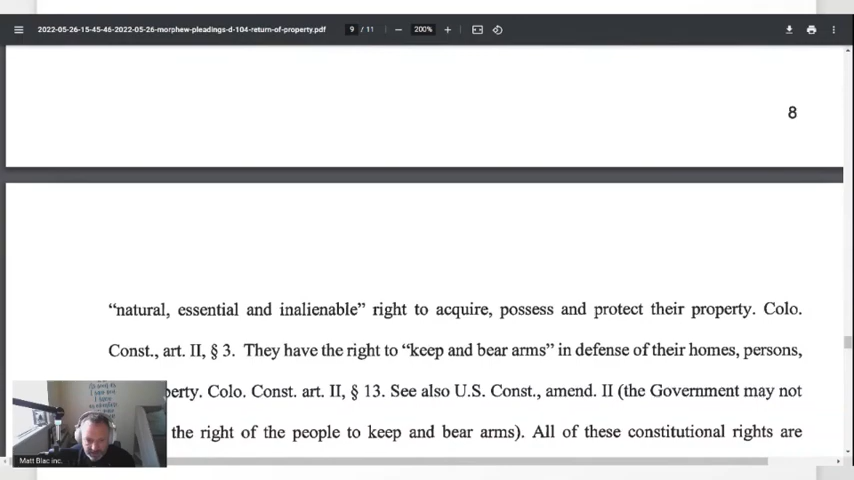 2022-05-26-15-45-46-2022-05-26-morphew-pleadings-d-104-return-of-property.pdf 9 / 11 200%
8
“natural, essential and inalienable” right to acquire, possess and protect their property. Colo.
Const., art. II, § 3. They have the right to “keep and bear arms” in defense of their homes, persons,
perty. Colo. Const. art. II, § 13. See also U.S. Const., amend. II (the Government may not
the right of the people to keep and bear arms). All of these constitutional rights are
Matt Blac inc.